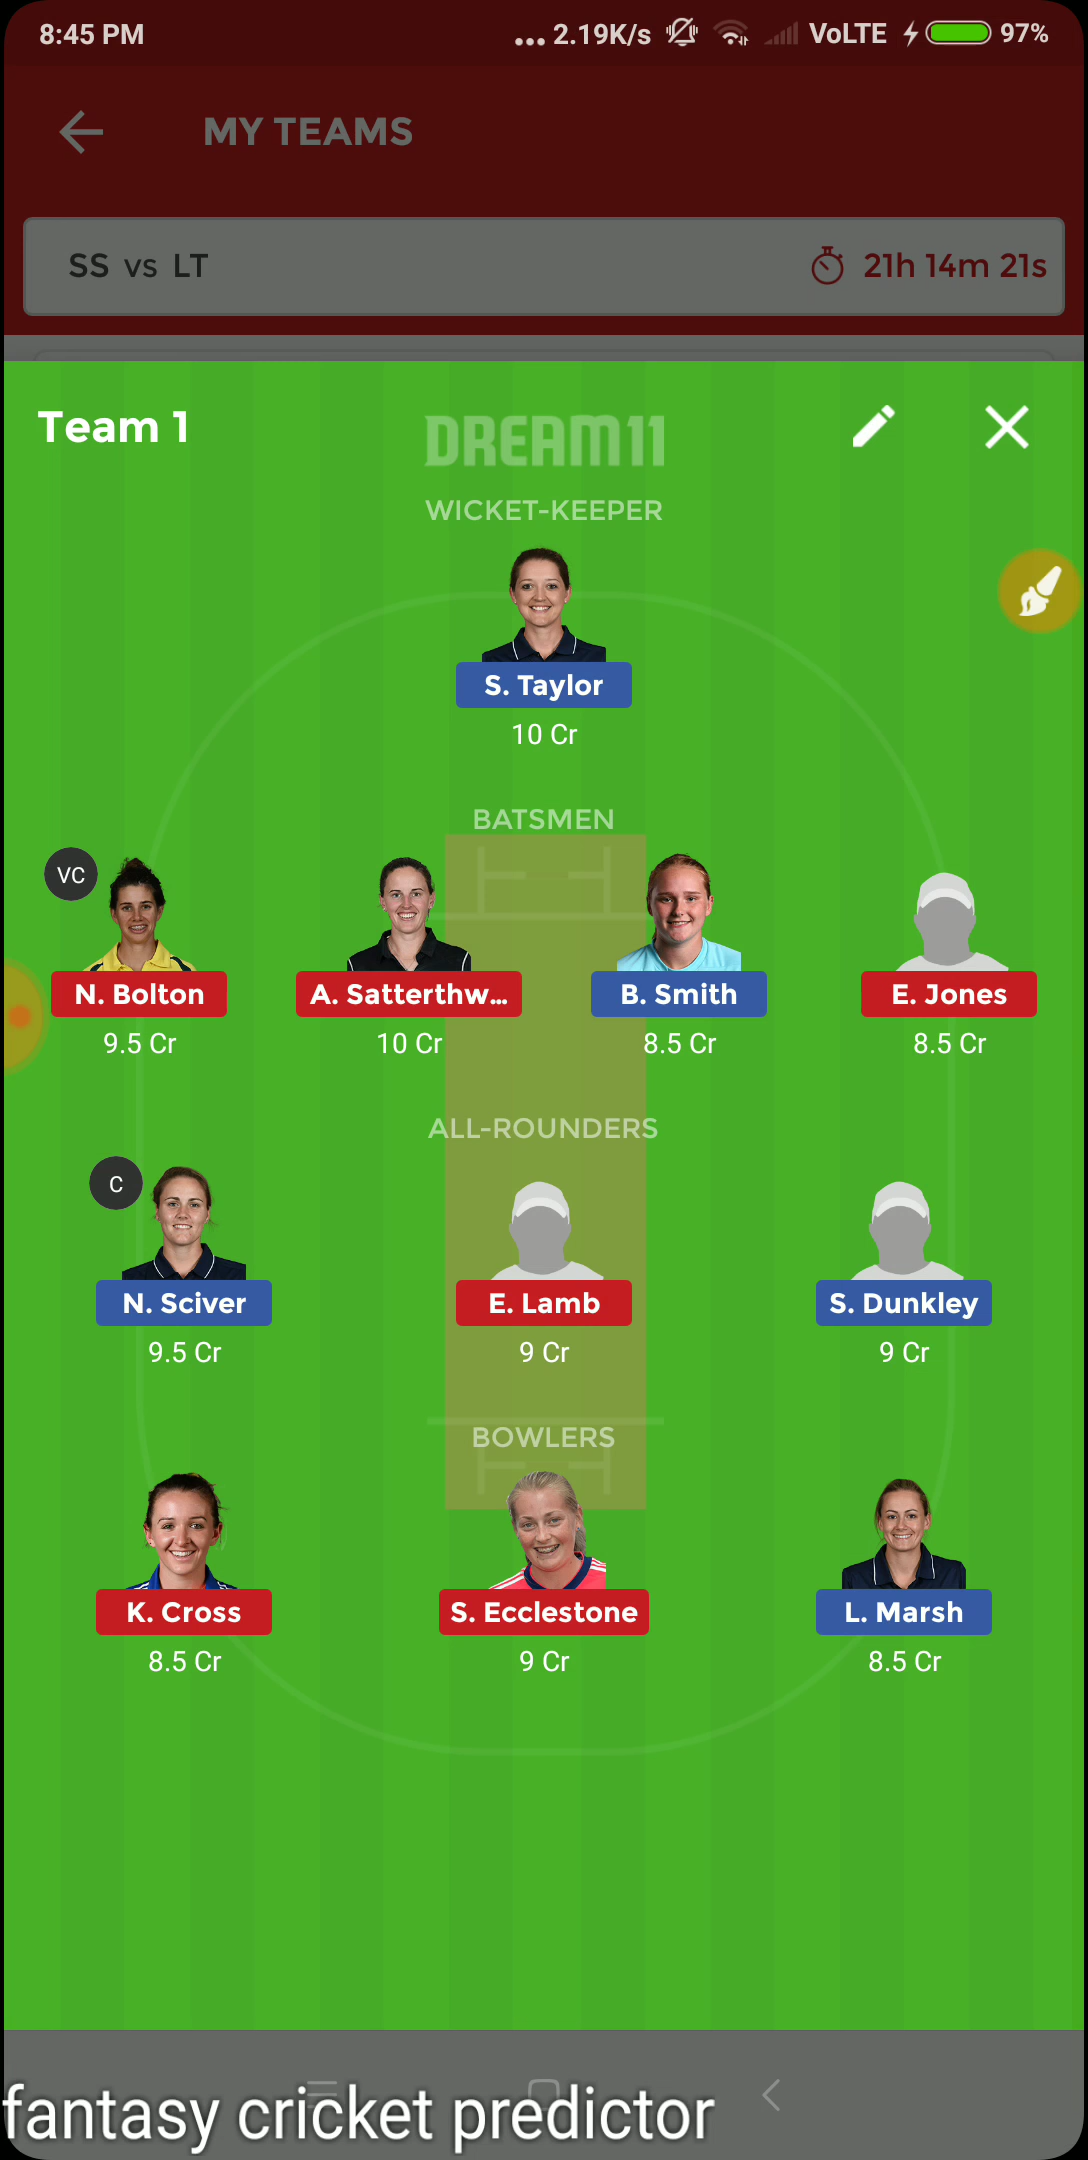 8:45 PM ... 2.19K/s VoLTE 97%
MY TEAMS
SS vs LT 21h 14m 21s
Team 1
DREAM11
WICKET-KEEPER
S. Taylor
10 Cr
BATSMEN
VC
N. Bolton A. Satterthw... B. Smith E. Jones
9.5 Cr 10 Cr 8.5 Cr 8.5 Cr
ALL-ROUNDERS
C
N. Sciver E. Lamb S. Dunkley
9.5 Cr 9 Cr 9 Cr
BOWLERS
K. Cross S. Ecclestone L. Marsh
8.5 Cr 9 Cr 8.5 Cr
fantasy cricket predictor